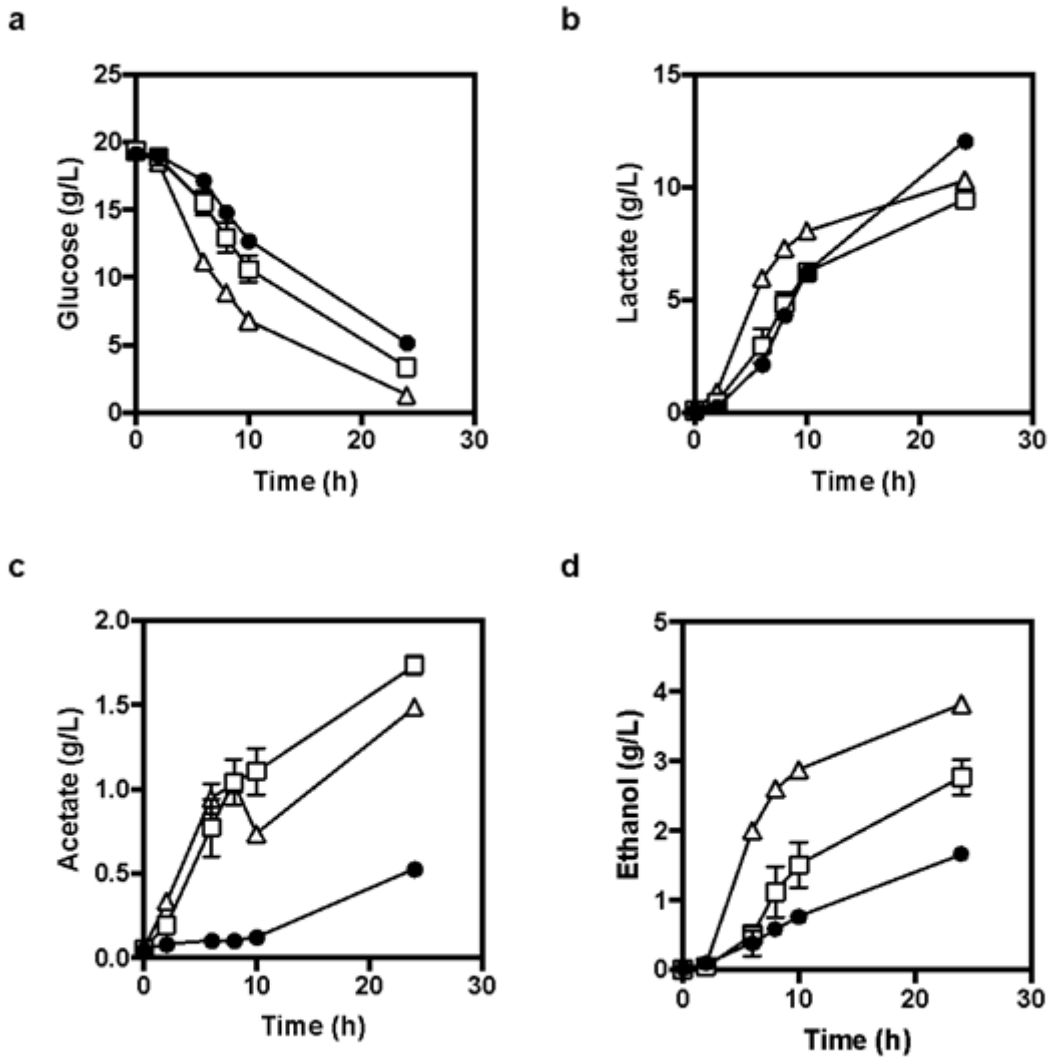 a
b
25
20
15
10
5
0
Glucose (g/L)
0 10 20 30
Time (h)
15
10
5
0
Lactate (g/L)
0 10 20 30
Time (h)
c
d
2.0
1.5
1.0
0.5
0.0
Acetate (g/L)
0 10 20 30
Time (h)
5
4
3
2
1
0
Ethanol (g/L)
0 10 20 30
Time (h)